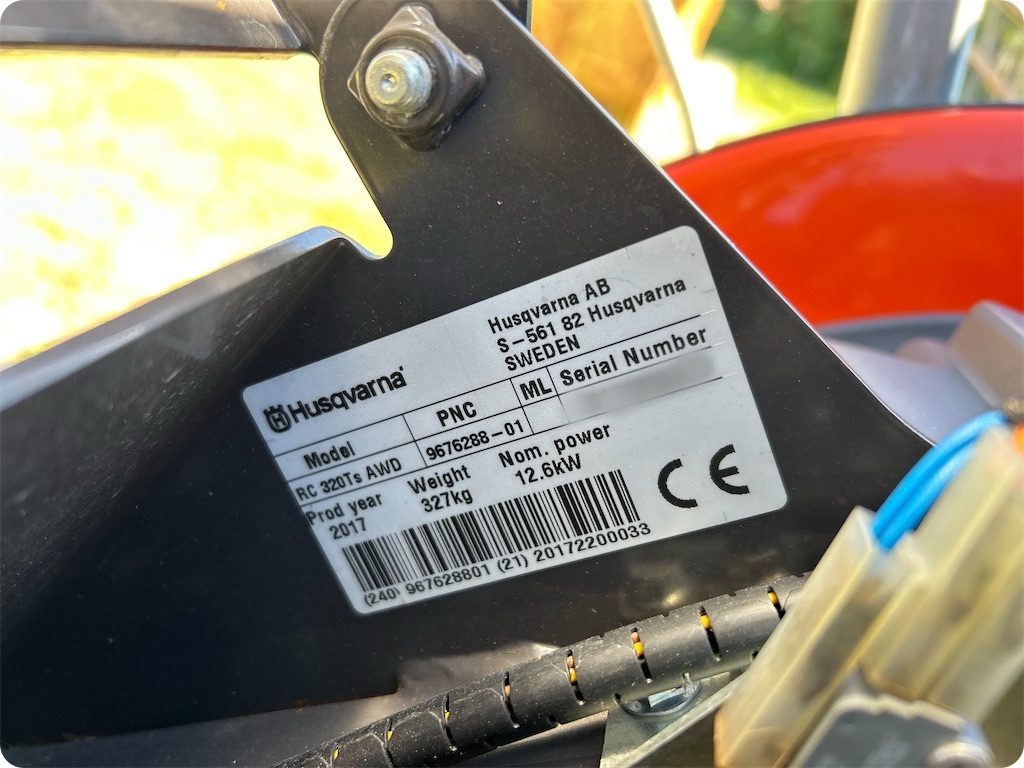 Husqvarna
Husqvarna AB
S-561 82 Husqvarna
SWEDEN
Model PNC ML Serial Number
RC 320Ts AWD 9676288-01
Prod year Weight Nom. power
2017 327kg 12.6kW
CE
(240) 967628801 (21) 20172200033